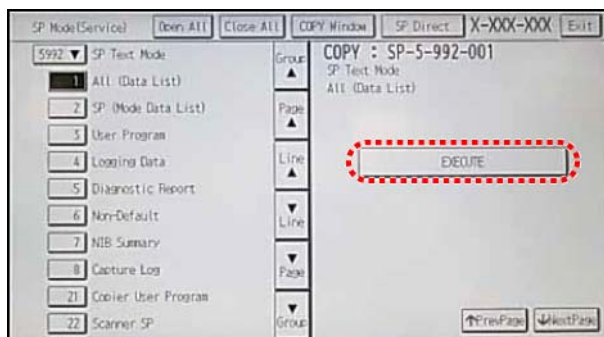 SP Mode(Service) Open All Close All COPY Window SP Direct X-XXX-XXX Exit
5992 ▼ SP Text Mode
1 All (Data List)
2 SP (Mode Data List)
3 User Program
4 Logging Data
5 Diagnostic Report
6 Non-Default
7 NIB Summary
8 Capture Log
21 Copier User Program
22 Scanner SP
Group ▲
Page ▲
Line ▲
▼ Line
▼ Page
▼ Group
COPY : SP-5-992-001
SP Text Mode
All (Data List)
EXECUTE
↑PrevPage ↓NextPage